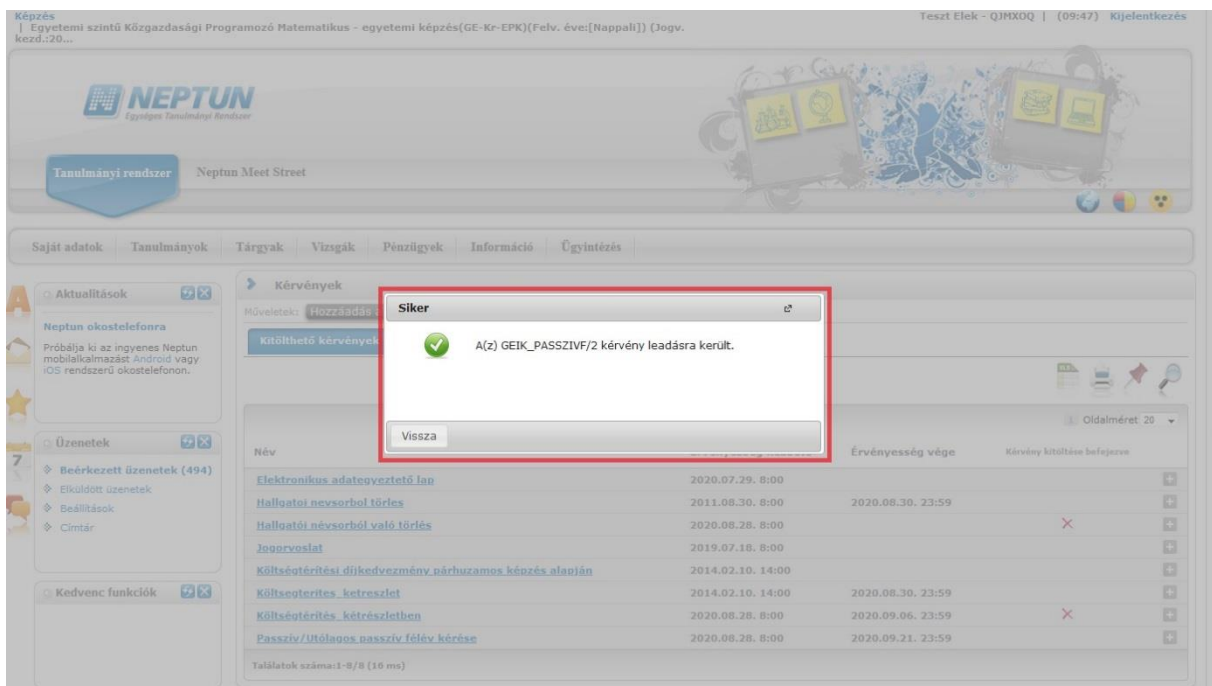 Képzés
| Egyetemi szintű Közgazdasági Programozó Matematikus - egyetemi képzés(GE-Kr-EPK)(Felv. éve:[Nappali]) (Jogv.
kezd.:20...
Teszt Elek - QJMXOQ | (09:47) Kijelentkezés
NEPTUN
Egységes Tanulmányi Rendszer
Tanulmányi rendszer
Neptun Meet Street
Saját adatok Tanulmányok Tárgyak Vizsgák Pénzügyek Információ Ügyintézés
Aktualitások
Neptun okostelefonra
Próbálja ki az ingyenes Neptun
mobilalkalmazást Android vagy
iOS rendszerű okostelefonon.
7
Üzenetek
Beérkezett üzenetek (494)
Elküldött üzenetek
Beállítások
Címtár
Kedvenc funkciók
Kérvények
Műveletek: Hozzáadás
Kitölthető kérvények
Siker
A(z) GEIK_PASSZIVF/2 kérvény leadásra került.
Vissza
Oldalméret 20
Név Érvényesség vége Kérvény kitöltése befejezve
Elektronikus adategyeztető lap 2020.07.29. 8:00
Hallgatoi nevsorbol törles 2011.08.30. 8:00 2020.08.30. 23:59
Hallgatói névsorból való törlés 2020.08.28. 8:00
Jogorvoslat 2019.07.18. 8:00
Költségtérítési díjkedvezmény párhuzamos képzés alapján 2014.02.10. 14:00
Költsegterites_ketreszlet 2014.02.10. 14:00 2020.08.30. 23:59
Költségtérítés_kétrészletben 2020.08.28. 8:00 2020.09.06. 23:59
Passzív/Utólagos passzív félév kérése 2020.08.28. 8:00 2020.09.21. 23:59
Találatok száma:1-8/8 (16 ms)